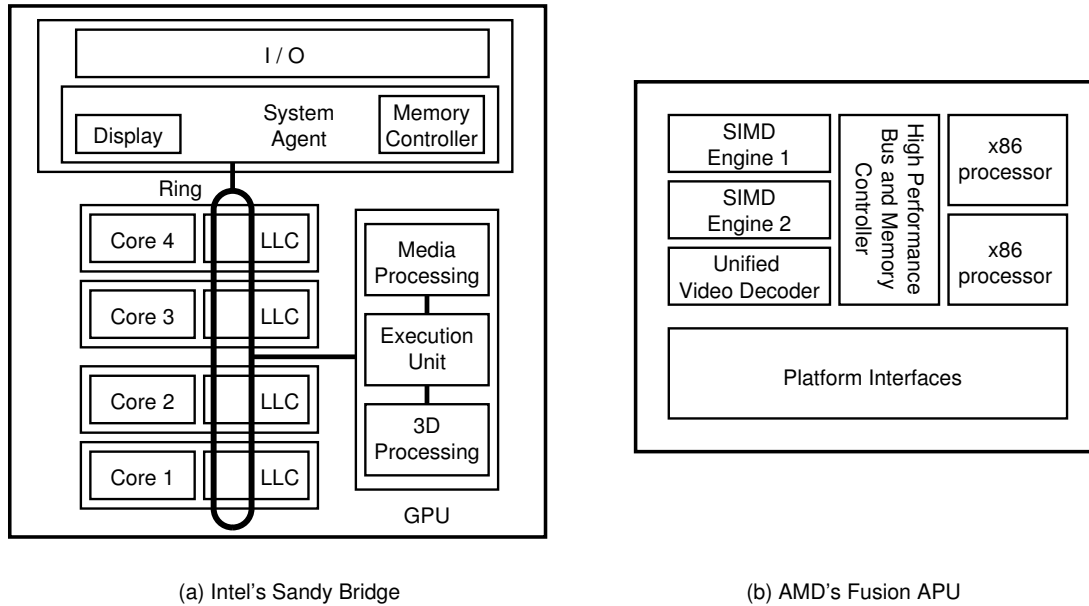 I / O
System
Agent
Display
Memory
Controller
Ring
Core 4
LLC
Core 3
LLC
Core 2
LLC
Core 1
LLC
Media
Processing
Execution
Unit
3D
Processing
GPU
(a) Intel's Sandy Bridge
SIMD
Engine 1
SIMD
Engine 2
Unified
Video Decoder
High Performance
Bus and Memory
Controller
x86
processor
x86
processor
Platform Interfaces
(b) AMD's Fusion APU